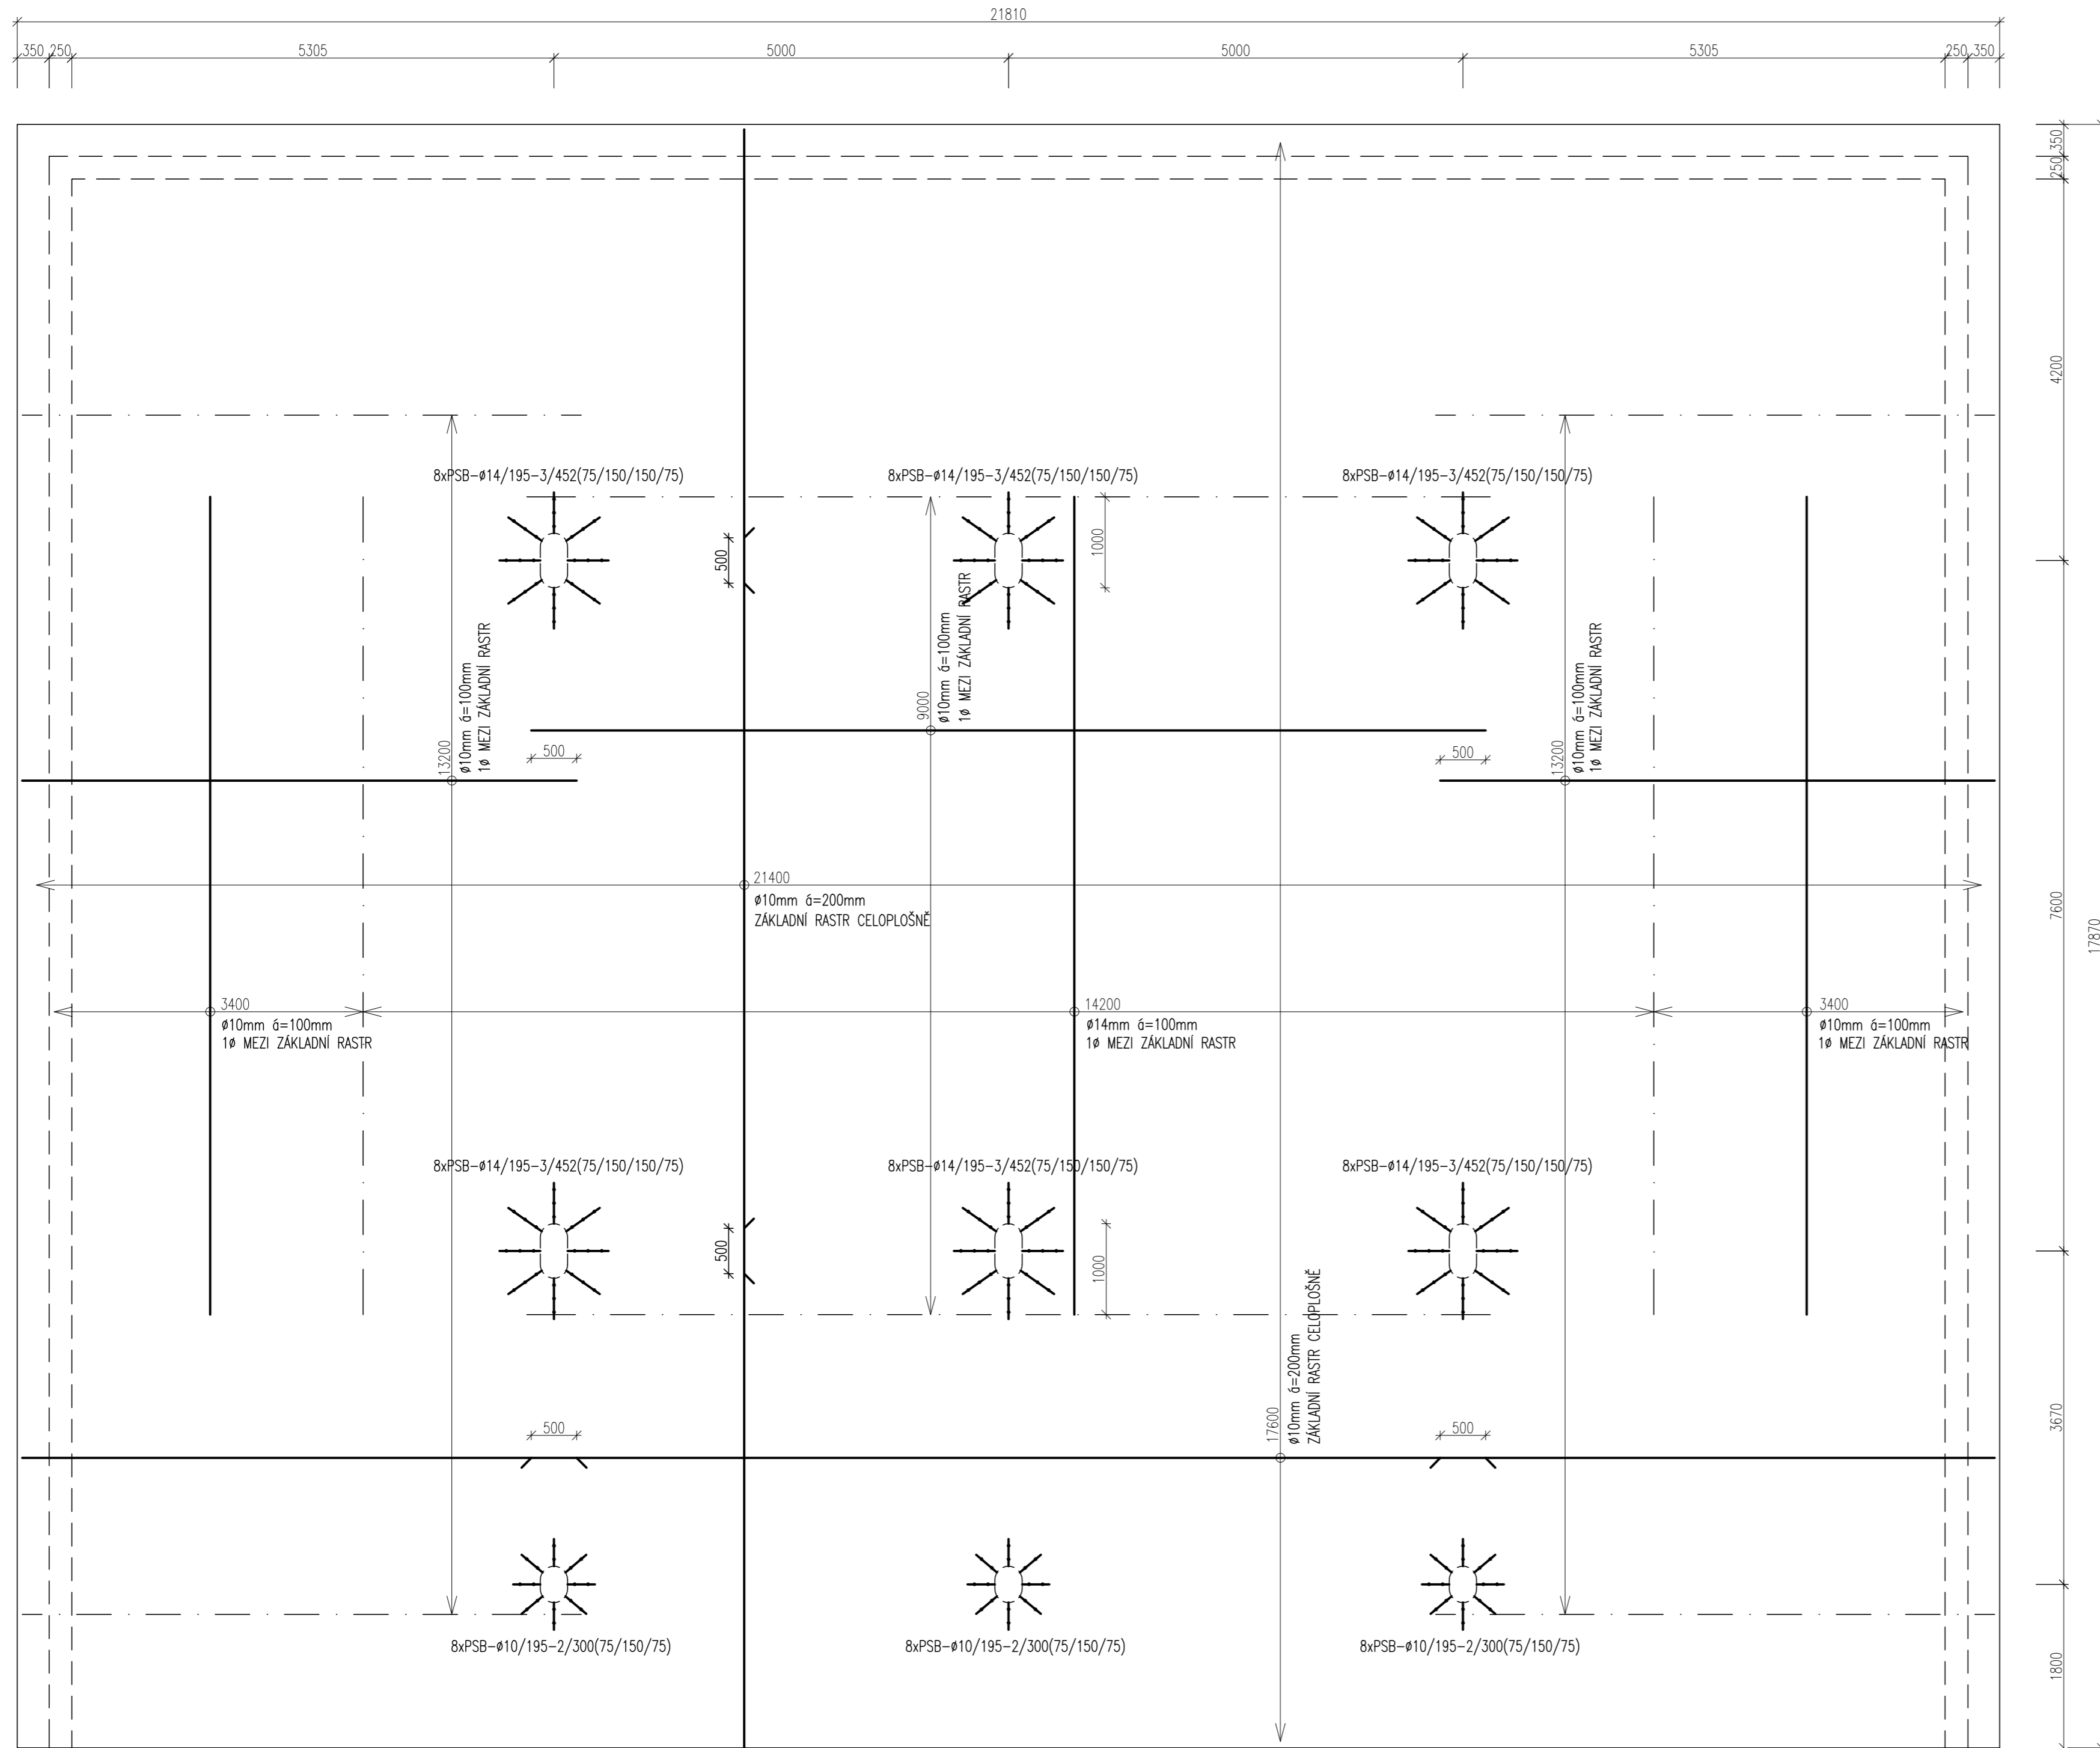 21810
350 250 5305 5000 5000 5305 250 350
350
250
4200
7600
17870
3670
1800
8xPSB-ø14/195-3/452(75/150/150/75)
8xPSB-ø14/195-3/452(75/150/150/75)
8xPSB-ø14/195-3/452(75/150/150/75)
500
1000
13200
ø10mm á=100mm
1ø MEZI ZÁKLADNÍ RASTR
9000
ø10mm á=100mm
1ø MEZI ZÁKLADNÍ RASTR
13200
ø10mm á=100mm
1ø MEZI ZÁKLADNÍ RASTR
500
500
21400
ø10mm á=200mm
ZÁKLADNÍ RASTR CELOPLOŠNĚ
3400
ø10mm á=100mm
1ø MEZI ZÁKLADNÍ RASTR
14200
ø14mm á=100mm
1ø MEZI ZÁKLADNÍ RASTR
3400
ø10mm á=100mm
1ø MEZI ZÁKLADNÍ RASTR
8xPSB-ø14/195-3/452(75/150/150/75)
8xPSB-ø14/195-3/452(75/150/150/75)
8xPSB-ø14/195-3/452(75/150/150/75)
500
1000
17600
ø10mm á=200mm
ZÁKLADNÍ RASTR CELOPLOŠNĚ
500
500
8xPSB-ø10/195-2/300(75/150/75)
8xPSB-ø10/195-2/300(75/150/75)
8xPSB-ø10/195-2/300(75/150/75)